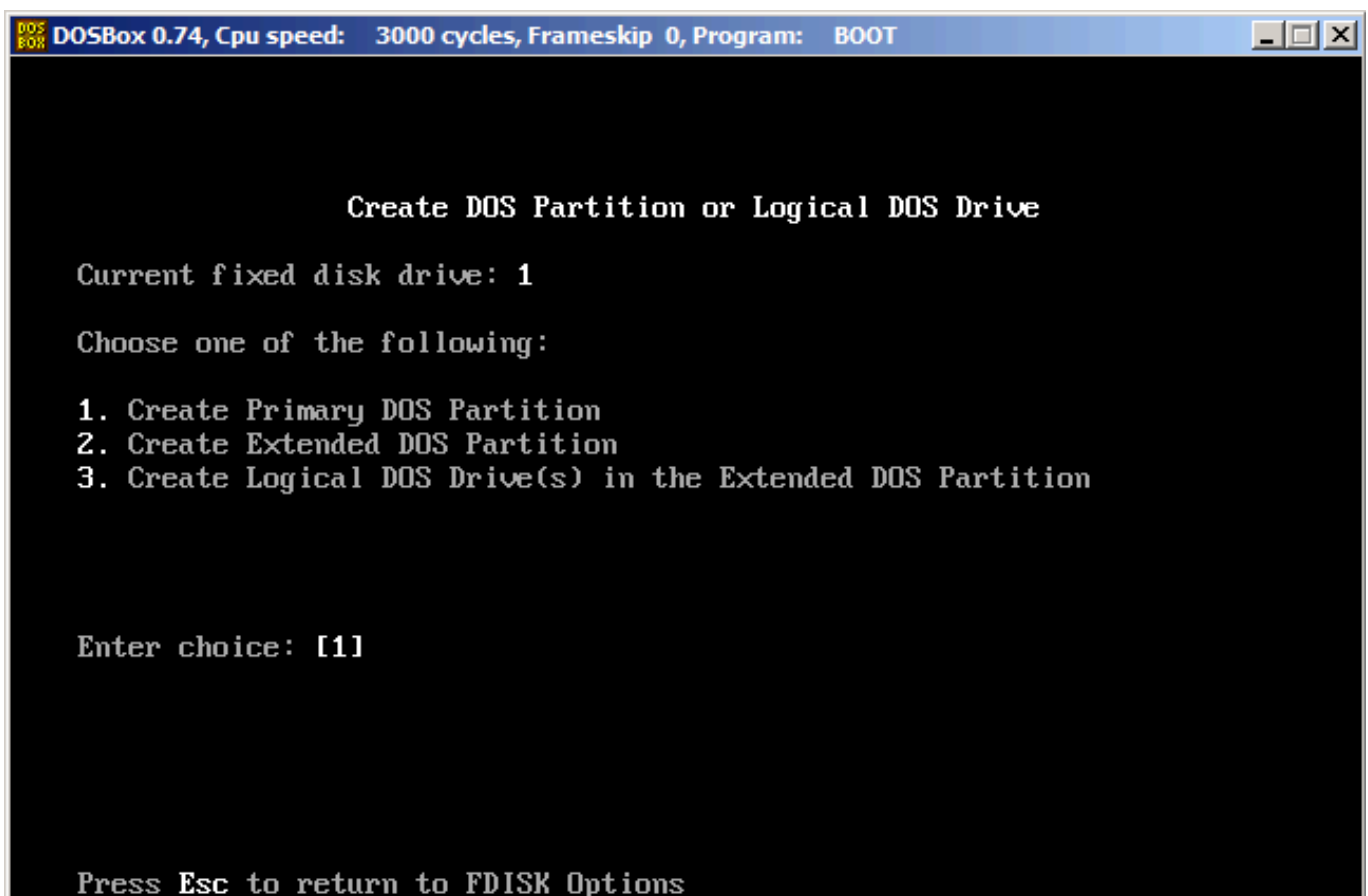 DOS BOX DOSBox 0.74, Cpu speed: 3000 cycles, Frameskip 0, Program: BOOT
Create DOS Partition or Logical DOS Drive
Current fixed disk drive: 1
Choose one of the following:
1. Create Primary DOS Partition
2. Create Extended DOS Partition
3. Create Logical DOS Drive(s) in the Extended DOS Partition
Enter choice: [1]
Press Esc to return to FDISK Options